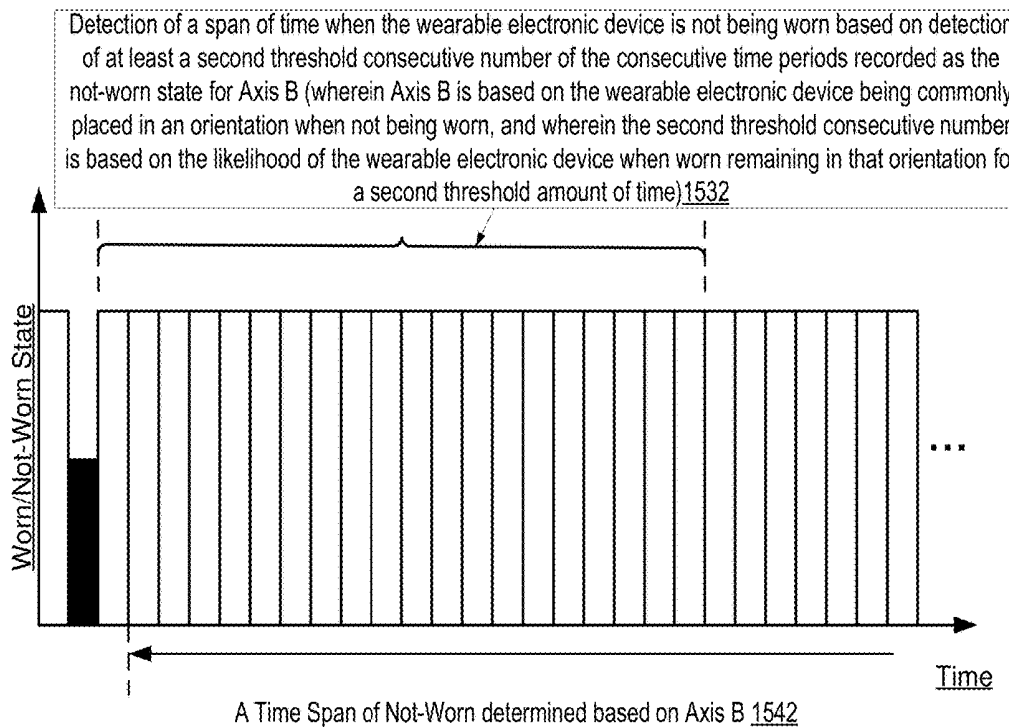 Detection of a span of time when the wearable electronic device is not being worn based on detection
of at least a second threshold consecutive number of the consecutive time periods recorded as the
not-worn state for Axis B (wherein Axis B is based on the wearable electronic device being commonly
placed in an orientation when not being worn, and wherein the second threshold consecutive number
is based on the likelihood of the wearable electronic device when worn remaining in that orientation fo
a second threshold amount of time) 1532
Worn/Not-Worn State
...
Time
A Time Span of Not-Worn determined based on Axis B 1542